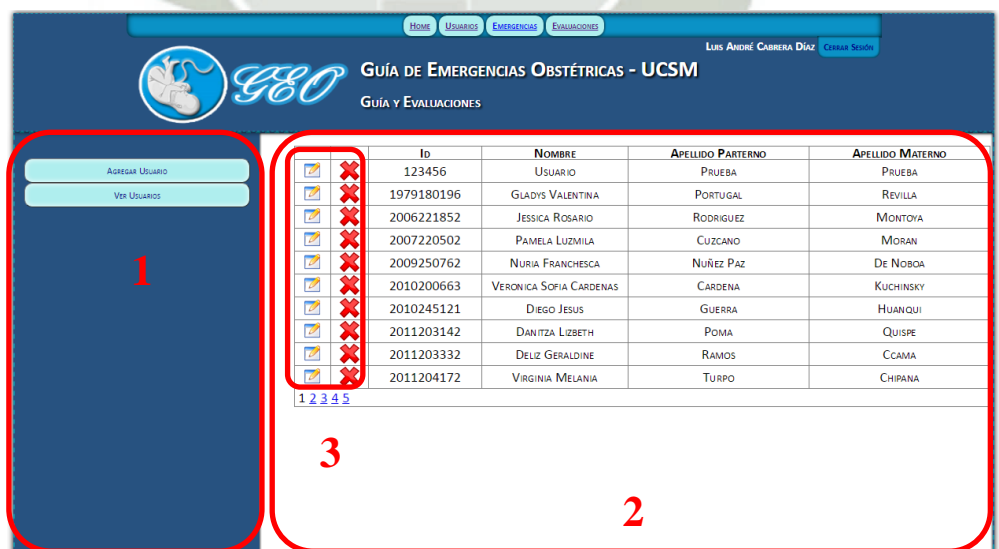 Home Usuarios Emergencias Evaluaciones
Luis André Cabrera Díaz Cerrar Sesión
GEO
Guía de Emergencias Obstétricas - UCSM
Guía y Evaluaciones
Agregar Usuario
Ver Usuarios
1
Id Nombre Apellido Parterno Apellido Materno
123456 Usuario Prueba Prueba
1979180196 Gladys Valentina Portugal Revilla
2006221852 Jessica Rosario Rodriguez Montoya
2007220502 Pamela Luzmila Cuzcano Moran
2009250762 Nuria Franchesca Nuñez Paz De Noboa
2010200663 Veronica Sofia Cardenas Cardena Kuchinsky
2010245121 Diego Jesus Guerra Huanqui
2011203142 Danitza Lizbeth Poma Quispe
2011203332 Deliz Geraldine Ramos Ccama
2011204172 Virginia Melania Turpo Chipana
1 2 3 4 5
3
2